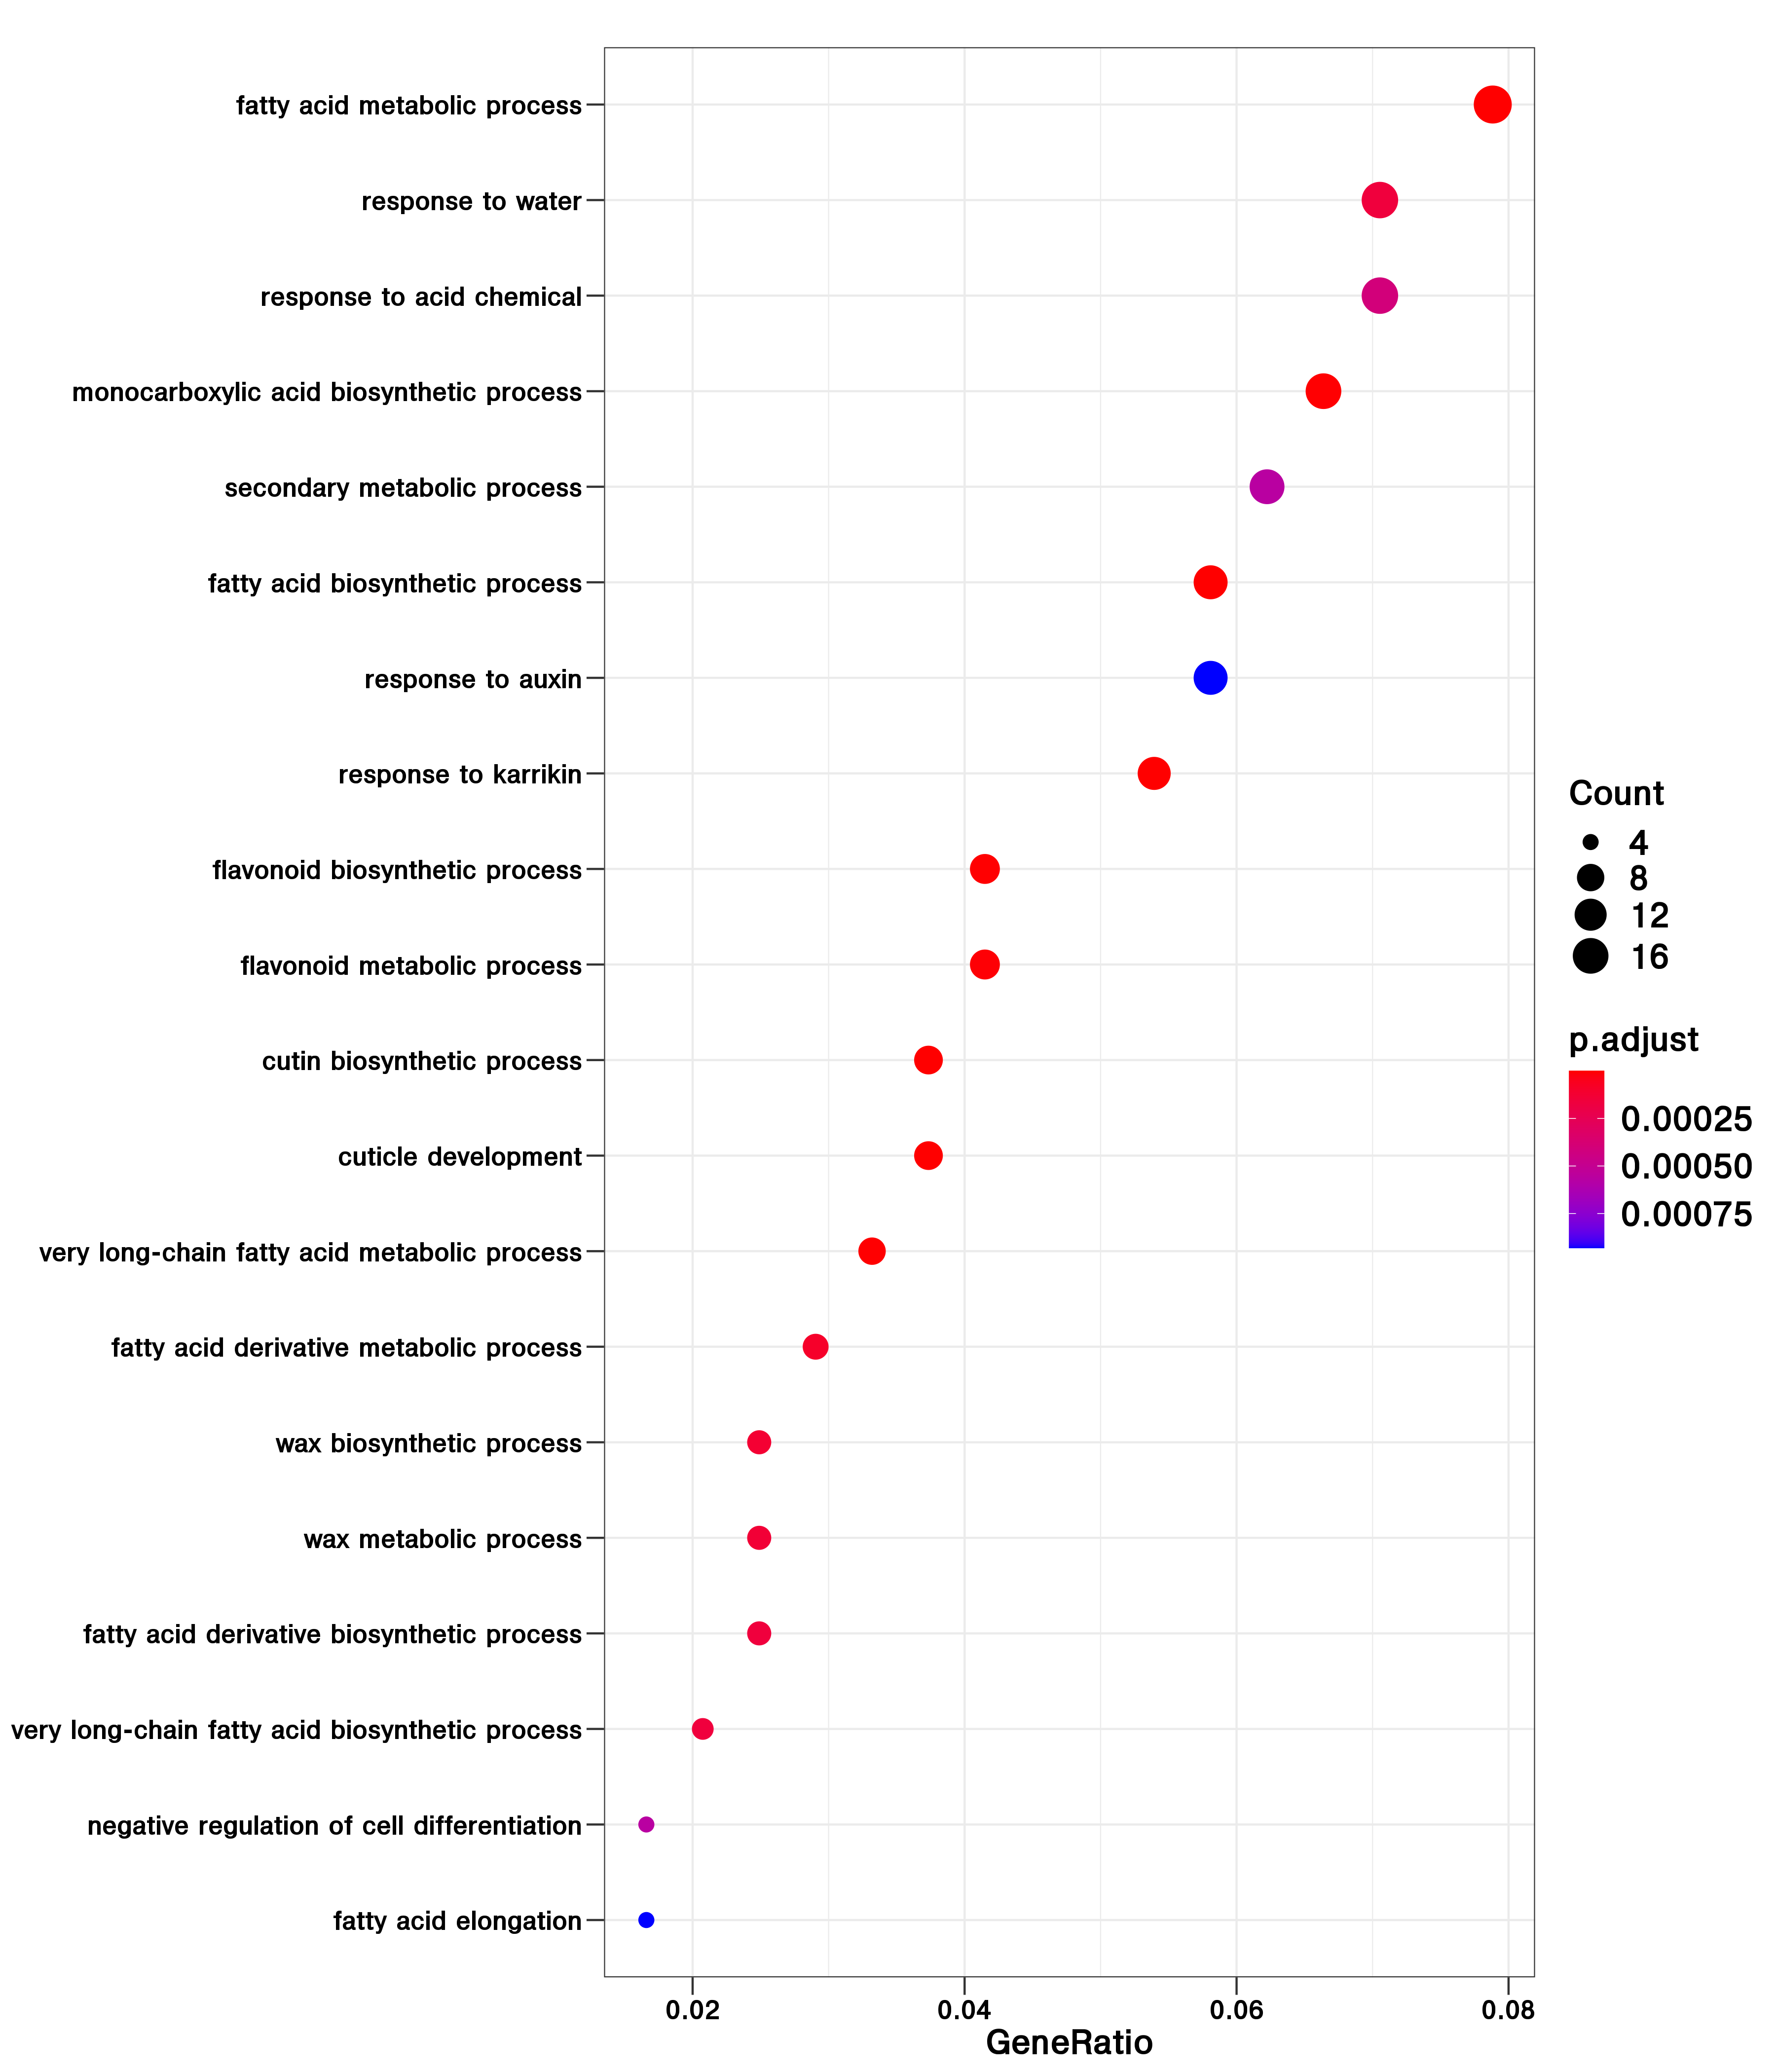 fatty acid metabolic process
response to water
response to acid chemical
monocarboxylic acid biosynthetic process
secondary metabolic process
fatty acid biosynthetic process
response to auxin
response to karrikin
flavonoid biosynthetic process
flavonoid metabolic process
cutin biosynthetic process
cuticle development
very long-chain fatty acid metabolic process
fatty acid derivative metabolic process
wax biosynthetic process
wax metabolic process
fatty acid derivative biosynthetic process
very long-chain fatty acid biosynthetic process
negative regulation of cell differentiation
fatty acid elongation
0.02 0.04 0.06 0.08
GeneRatio
Count
4
8
12
16
p.adjust
0.00025
0.00050
0.00075